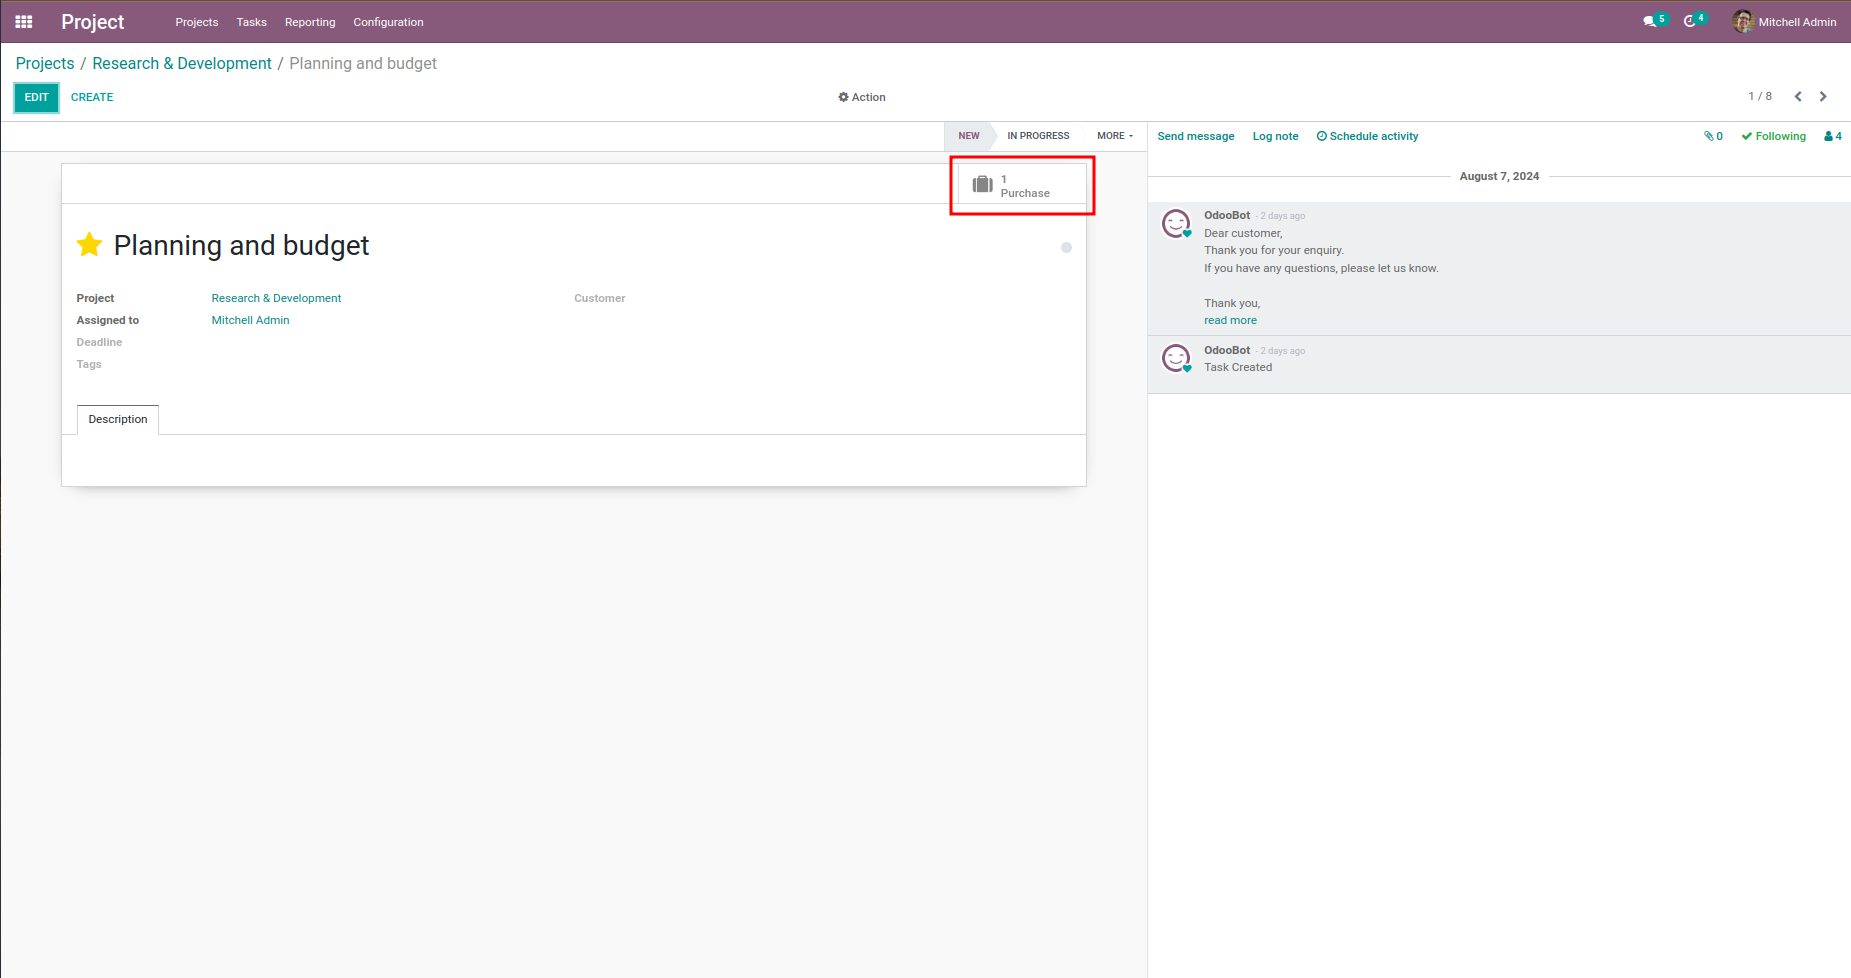 Project Projects Tasks Reporting Configuration 5 4 Mitchell Admin
Projects / Research & Development / Planning and budget
EDIT CREATE Action 1 / 8
NEW IN PROGRESS MORE
1
Purchase
Planning and budget
Project Research & Development Customer
Assigned to Mitchell Admin
Deadline
Tags
Description
Send message Log note Schedule activity 0 Following 4
August 7, 2024
OdooBot - 2 days ago
Dear customer,
Thank you for your enquiry.
If you have any questions, please let us know.
Thank you,
read more
OdooBot - 2 days ago
Task Created